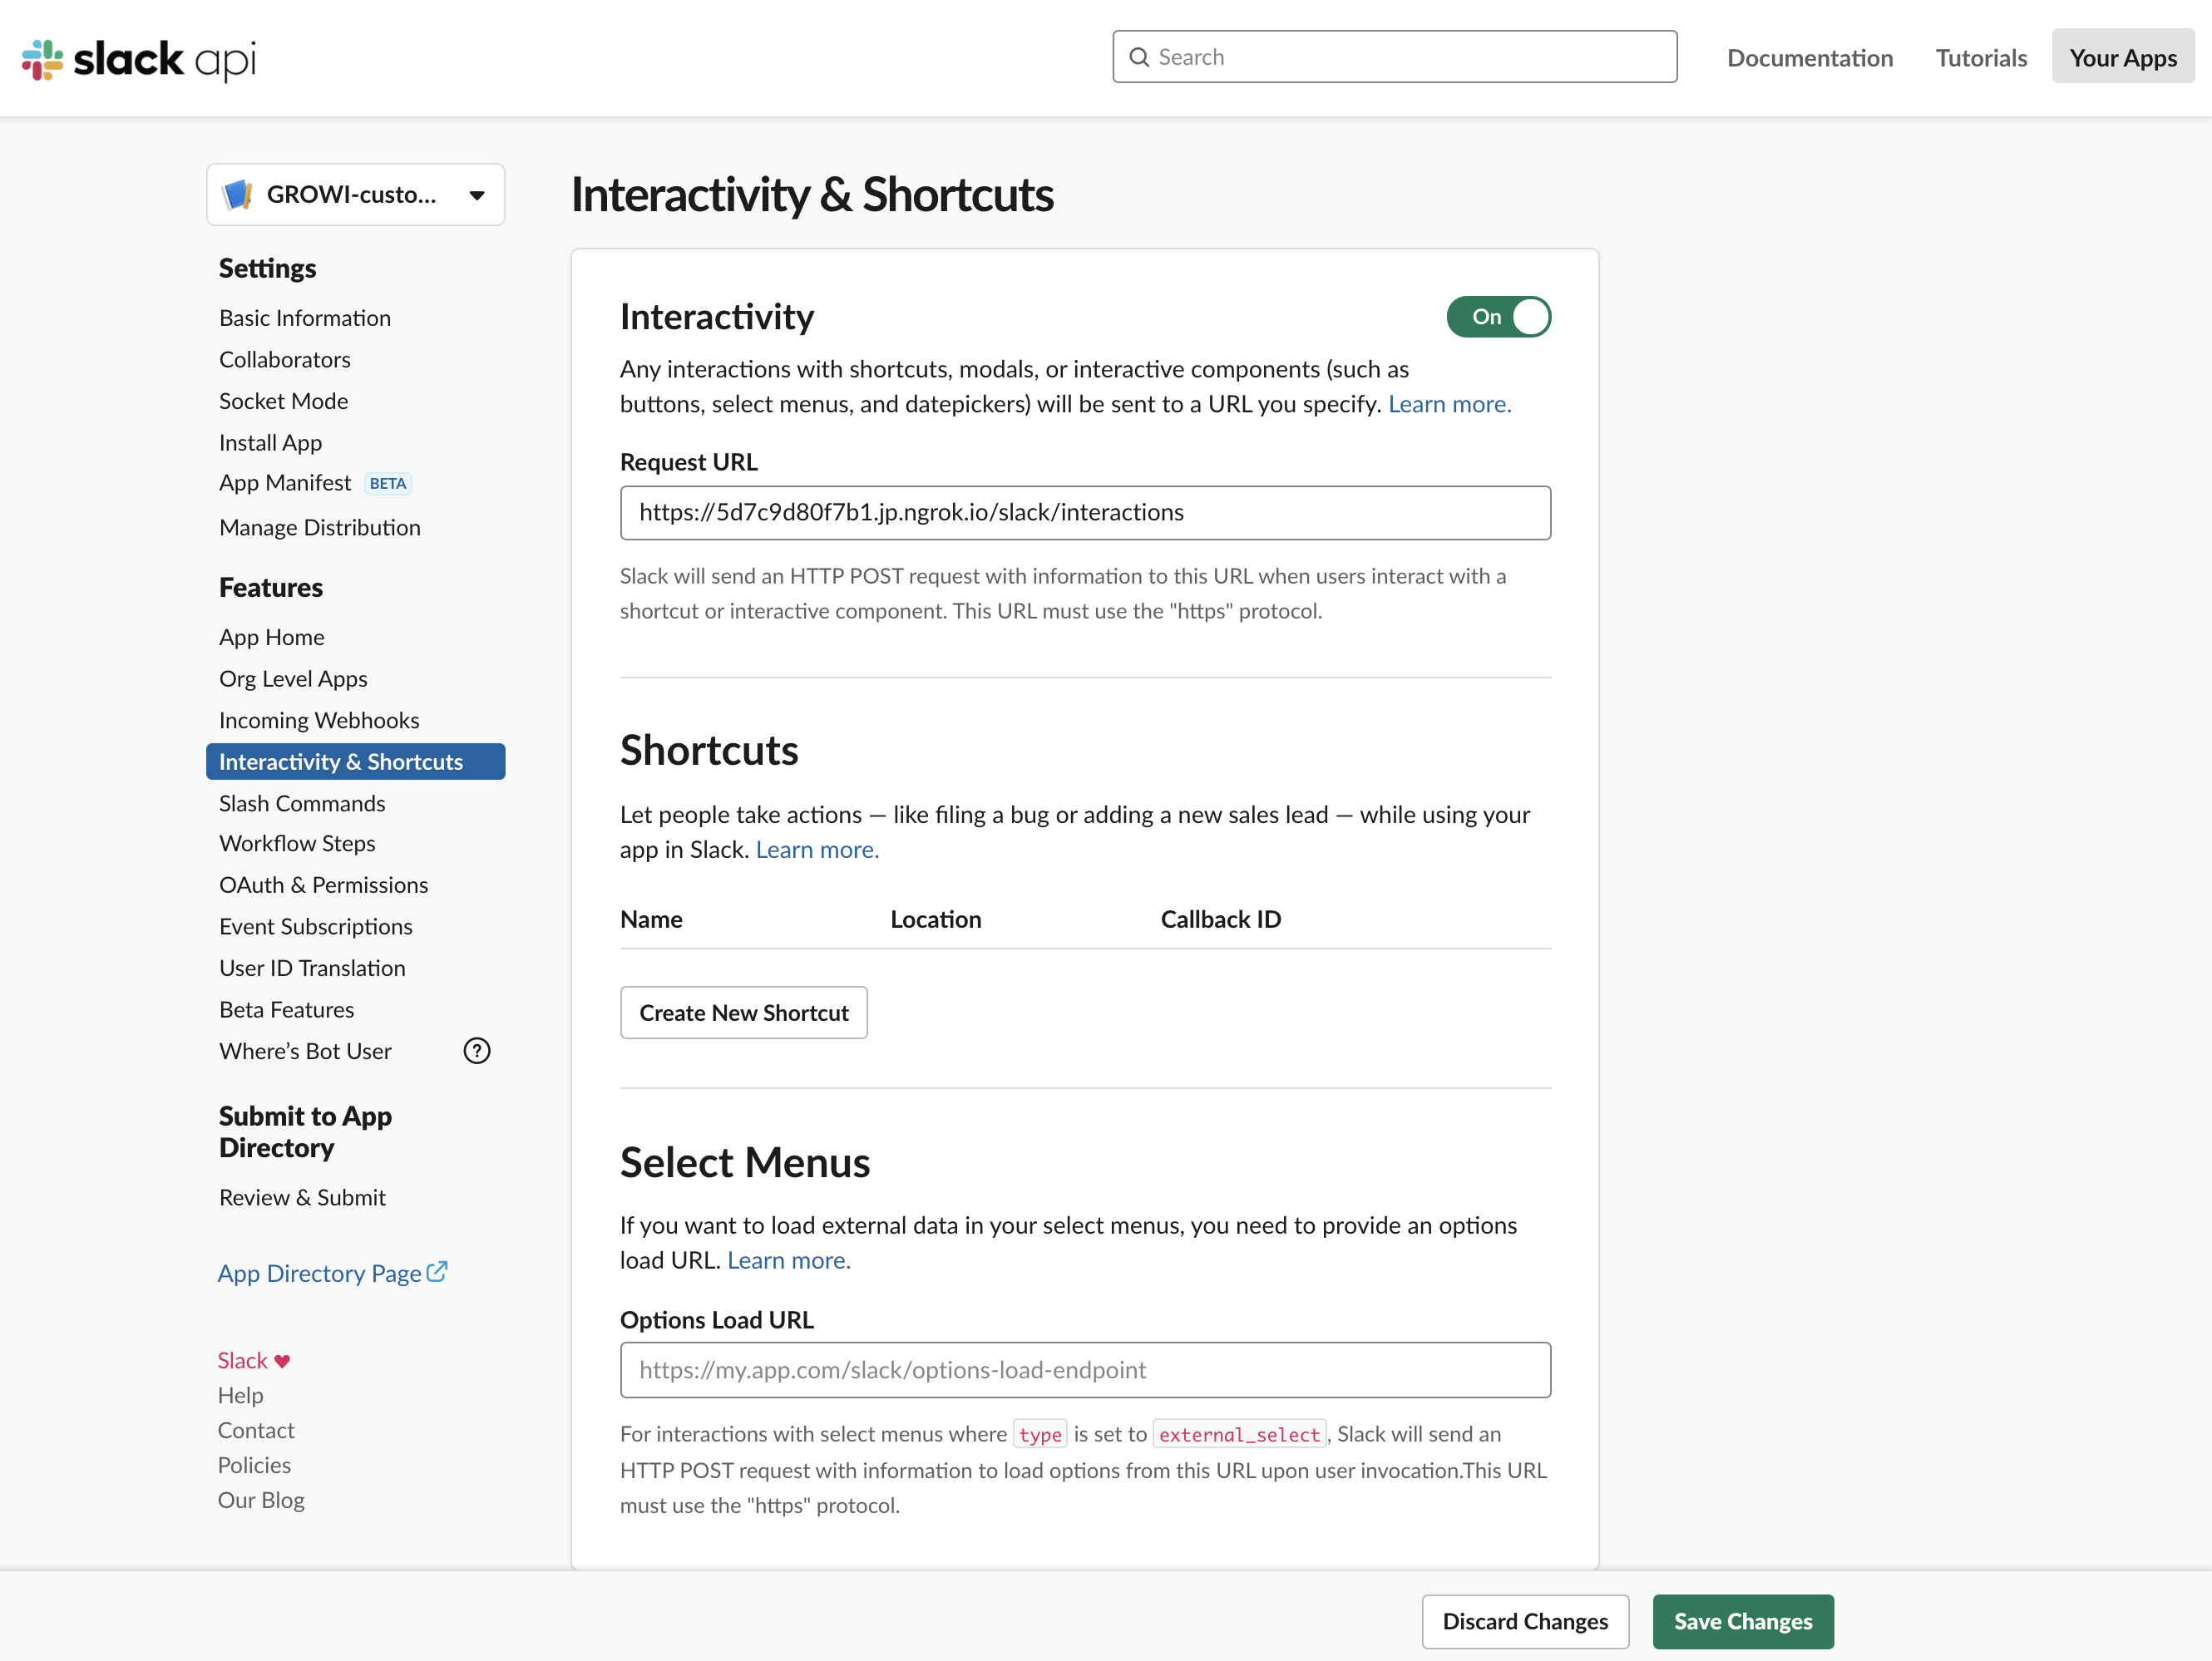 slack api
Search
Documentation
Tutorials
Your Apps
GROWI-custo...
Settings
Basic Information
Collaborators
Socket Mode
Install App
App Manifest BETA
Manage Distribution
Features
App Home
Org Level Apps
Incoming Webhooks
Interactivity & Shortcuts
Slash Commands
Workflow Steps
OAuth & Permissions
Event Subscriptions
User ID Translation
Beta Features
Where’s Bot User ?
Submit to App
Directory
Review & Submit
App Directory Page
Slack ♥
Help
Contact
Policies
Our Blog
Interactivity & Shortcuts
Interactivity
On
Any interactions with shortcuts, modals, or interactive components (such as
buttons, select menus, and datepickers) will be sent to a URL you specify. Learn more.
Request URL
https://5d7c9d80f7b1.jp.ngrok.io/slack/interactions
Slack will send an HTTP POST request with information to this URL when users interact with a
shortcut or interactive component. This URL must use the "https" protocol.
Shortcuts
Let people take actions — like filing a bug or adding a new sales lead — while using your
app in Slack. Learn more.
Name Location Callback ID
Create New Shortcut
Select Menus
If you want to load external data in your select menus, you need to provide an options
load URL. Learn more.
Options Load URL
https://my.app.com/slack/options-load-endpoint
For interactions with select menus where type is set to external_select, Slack will send an
HTTP POST request with information to load options from this URL upon user invocation.This URL
must use the "https" protocol.
Discard Changes
Save Changes